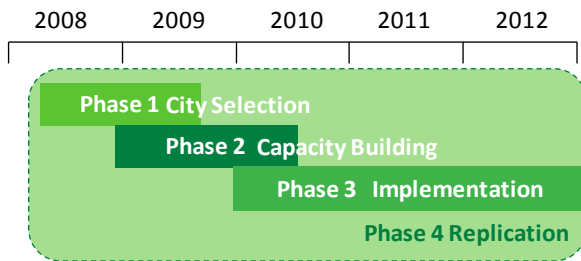 2008 2009 2010 2011 2012
Phase 1 City Selection
Phase 2 Capacity Building
Phase 3 Implementation
Phase 4 Replication